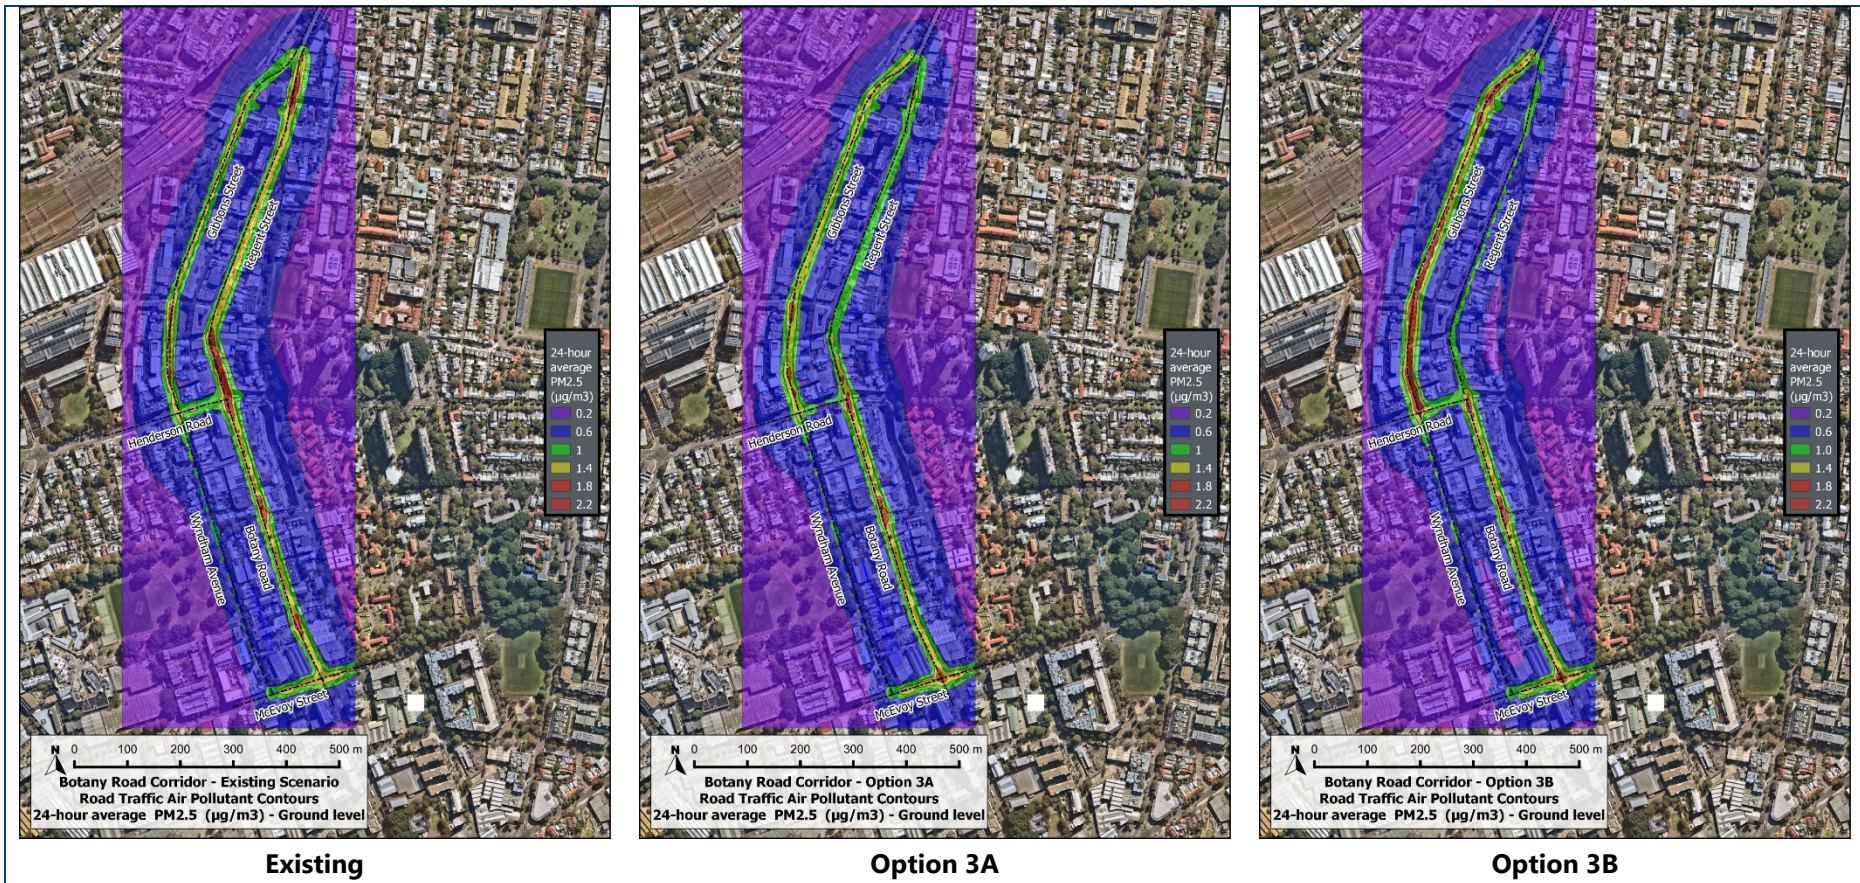 Gibbons Street
Regent Street
Henderson Road
Wyndham Avenue
Botany Road
McEvoy Street
24-hour
average
PM2.5
(µg/m3)
0.2
0.6
1
1.4
1.8
2.2
N 0 100 200 300 400 500 m
Botany Road Corridor - Existing Scenario
Road Traffic Air Pollutant Contours
24-hour average PM2.5 (µg/m3) - Ground level
Existing
Gibbons Street
Regent Street
Henderson Road
Wyndham Avenue
Botany Road
McEvoy Street
24-hour
average
PM2.5
(µg/m3)
0.2
0.6
1
1.4
1.8
2.2
N 0 100 200 300 400 500 m
Botany Road Corridor - Option 3A
Road Traffic Air Pollutant Contours
24-hour average PM2.5 (µg/m3) - Ground level
Option 3A
Gibbons Street
Regent Street
Henderson Road
Wyndham Avenue
Botany Road
McEvoy Street
24-hour
average
PM2.5
(µg/m3)
0.2
0.6
1.0
1.4
1.8
2.2
N 0 100 200 300 400 500 m
Botany Road Corridor - Option 3B
Road Traffic Air Pollutant Contours
24-hour average PM2.5 (µg/m3) - Ground level
Option 3B